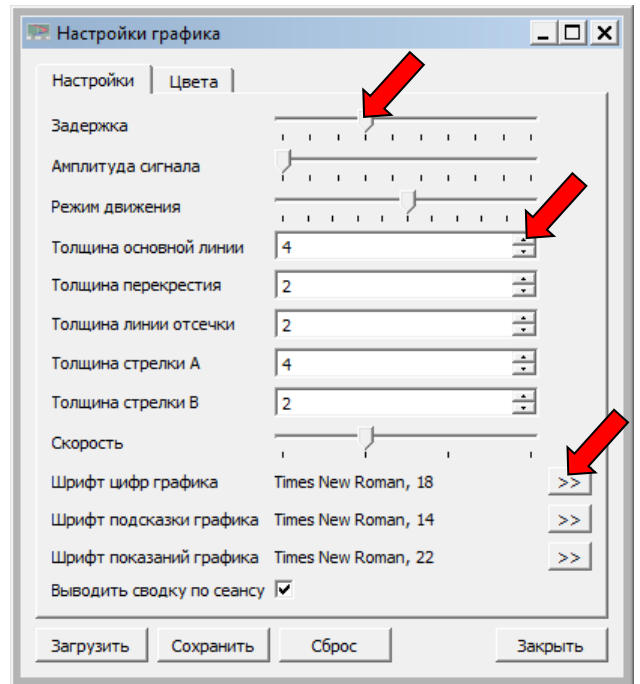 Настройки графика
Настройки Цвета
Задержка
Амплитуда сигнала
Режим движения
Толщина основной линии 4
Толщина перекрестия 2
Толщина линии отсечки 2
Толщина стрелки А 4
Толщина стрелки В 2
Скорость
Шрифт цифр графика Times New Roman, 18 >>
Шрифт подсказки графика Times New Roman, 14 >>
Шрифт показаний графика Times New Roman, 22 >>
Выводить сводку по сеансу
Загрузить Сохранить Сброс Закрыть